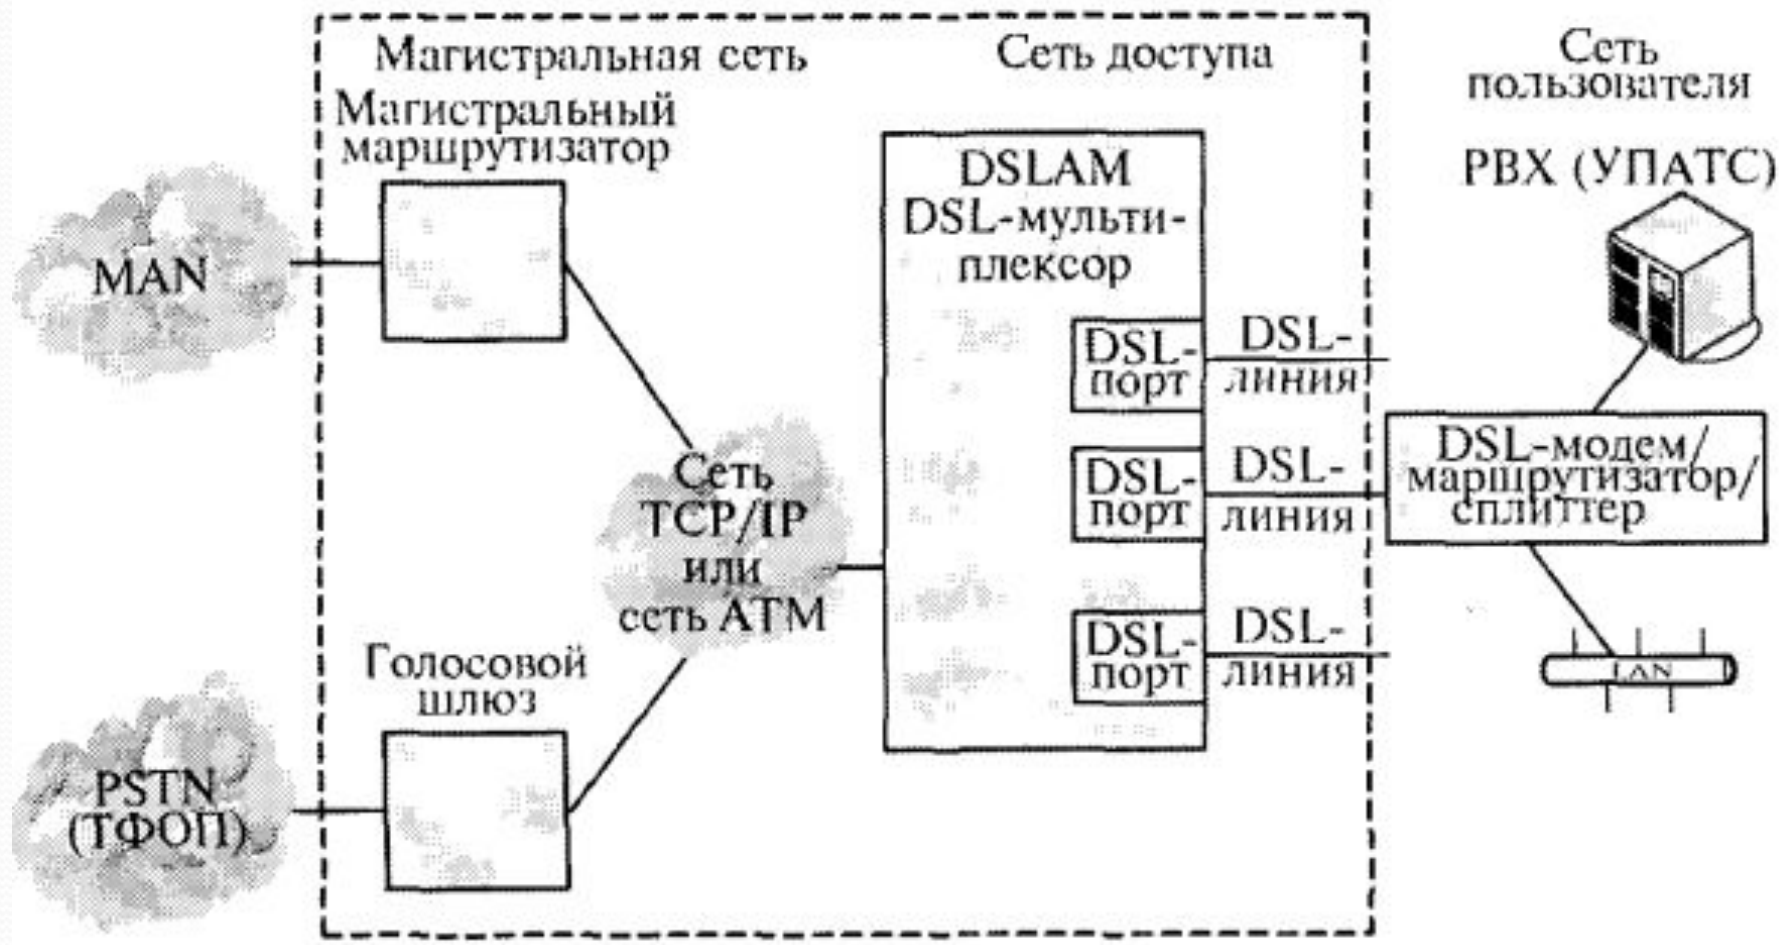 Магистральная сеть
Сеть доступа
Сеть
пользователя
Магистральный
маршрутизатор
PBX (УПАТС)
MAN
DSLAM
DSL-мульти-
плексор
DSL-
порт
DSL-
линия
Сеть
TCP/IP
или
сеть ATM
DSL-
порт
DSL-
линия
DSL-модем/
маршрутизатор/
сплиттер
Голосовой
шлюз
DSL-
порт
DSL-
линия
LAN
PSTN
(ТФОП)